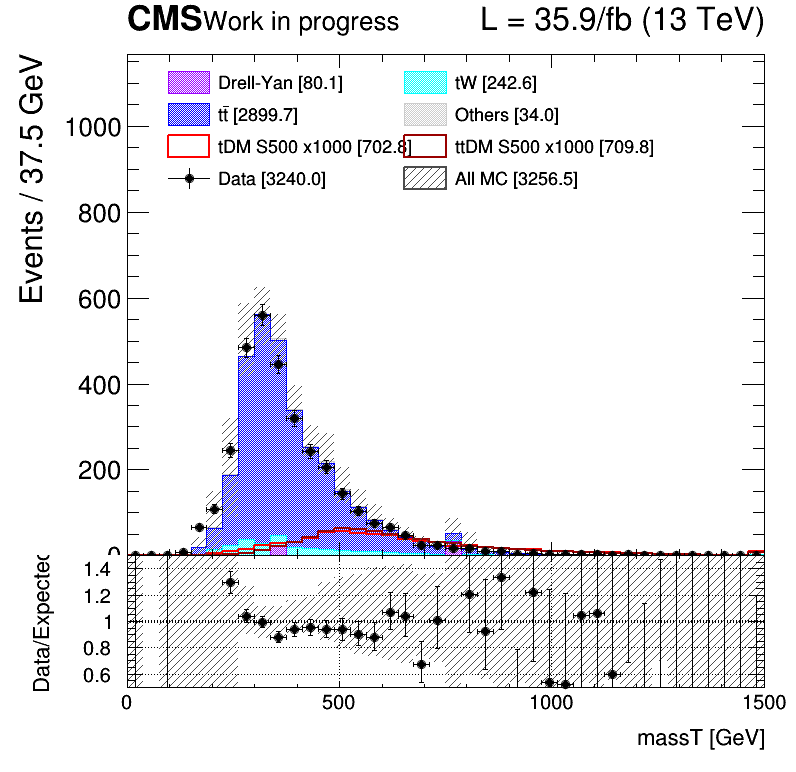 CMS Work in progress L = 35.9/fb (13 TeV)
Events / 37.5 GeV
1000
800
600
400
200
0
Drell-Yan [80.1] tW [242.6]
tt̄ [2899.7] Others [34.0]
tDM S500 x1000 [702.8] ttDM S500 x1000 [709.8]
Data [3240.0] All MC [3256.5]
Data/Expected
1.4
1.2
1
0.8
0.6
0 500 1000 1500
massT [GeV]